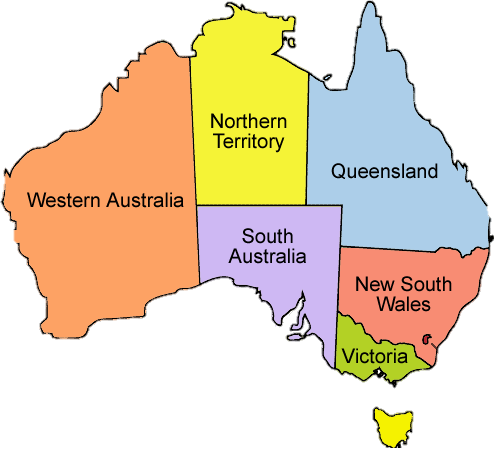 Northern
Territory
Queensland
Western Australia
South
Australia
New South
Wales
Victoria